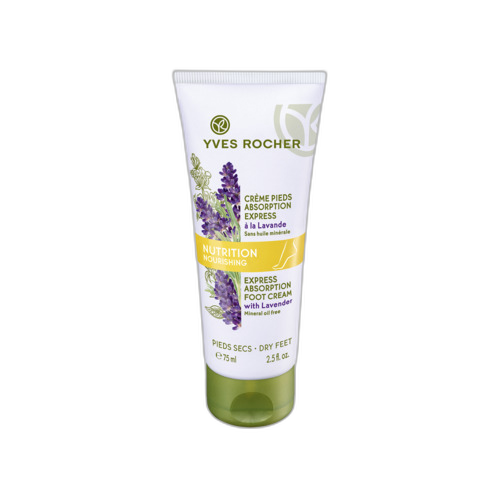 YVES ROCHER
CRÈME PIEDS
ABSORPTION
EXPRESS
à la Lavande
Sans huile minérale
NUTRITION
NOURISHING
EXPRESS
ABSORPTION
FOOT CREAM
with Lavender
Mineral oil free
PIEDS SECS · DRY FEET
℮ 75 ml 2.5 fl. oz.